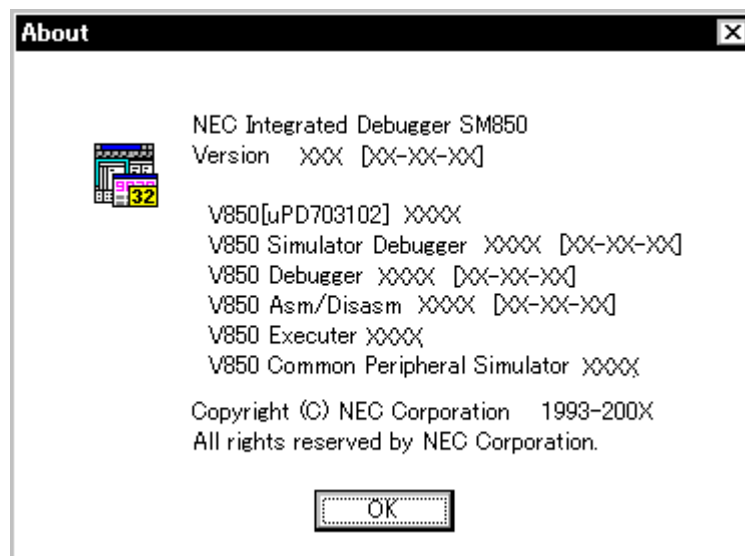 About
NEC Integrated Debugger SM850
Version XXX [XX-XX-XX]
32
V850[uPD703102] XXXX
V850 Simulator Debugger XXXX [XX-XX-XX]
V850 Debugger XXXX [XX-XX-XX]
V850 Asm/Disasm XXXX [XX-XX-XX]
V850 Executer XXXX
V850 Common Peripheral Simulator XXXX
Copyright (C) NEC Corporation 1993-200X
All rights reserved by NEC Corporation.
OK